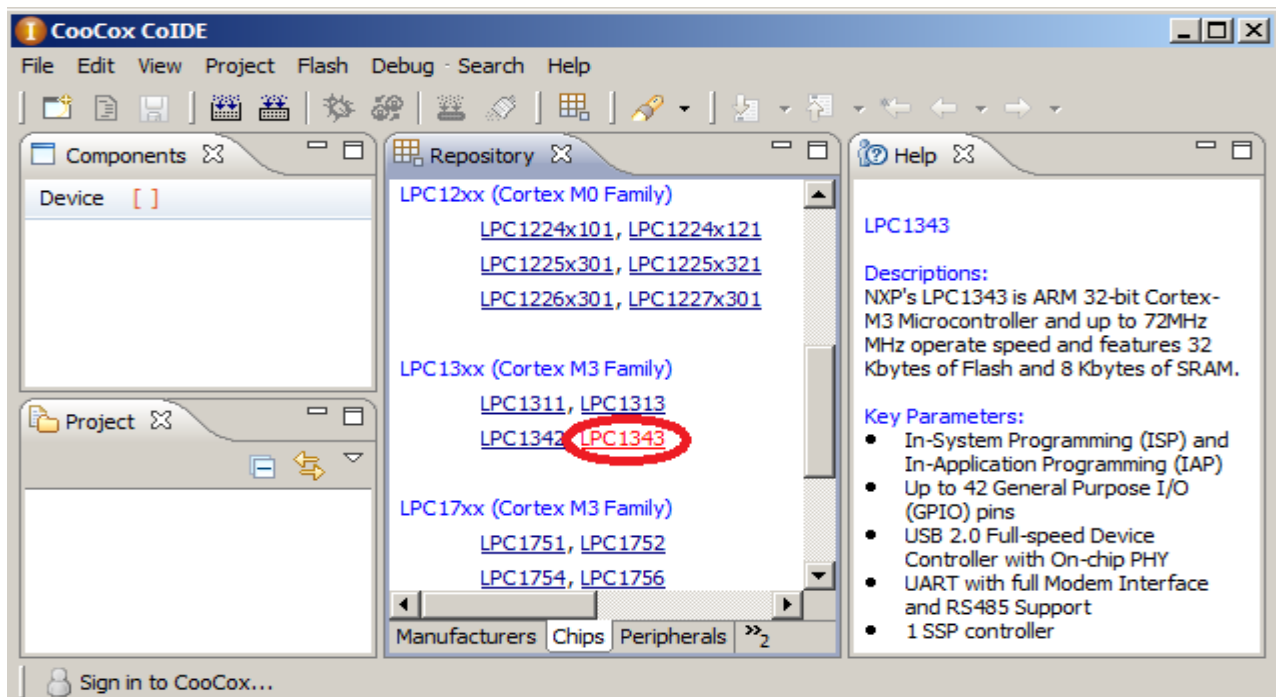 CooCox CoIDE
File Edit View Project Flash Debug Search Help
Components
Device [ ]
Project
Repository
LPC12xx (Cortex M0 Family)
LPC1224x101, LPC1224x121
LPC1225x301, LPC1225x321
LPC1226x301, LPC1227x301
LPC13xx (Cortex M3 Family)
LPC1311, LPC1313
LPC1342 LPC1343
LPC17xx (Cortex M3 Family)
LPC1751, LPC1752
LPC1754, LPC1756
Manufacturers Chips Peripherals »2
Help
LPC1343
Descriptions:
NXP's LPC1343 is ARM 32-bit Cortex-
M3 Microcontroller and up to 72MHz
MHz operate speed and features 32
Kbytes of Flash and 8 Kbytes of SRAM.
Key Parameters:
• In-System Programming (ISP) and
In-Application Programming (IAP)
• Up to 42 General Purpose I/O
(GPIO) pins
• USB 2.0 Full-speed Device
Controller with On-chip PHY
• UART with full Modem Interface
and RS485 Support
• 1 SSP controller
Sign in to CooCox...